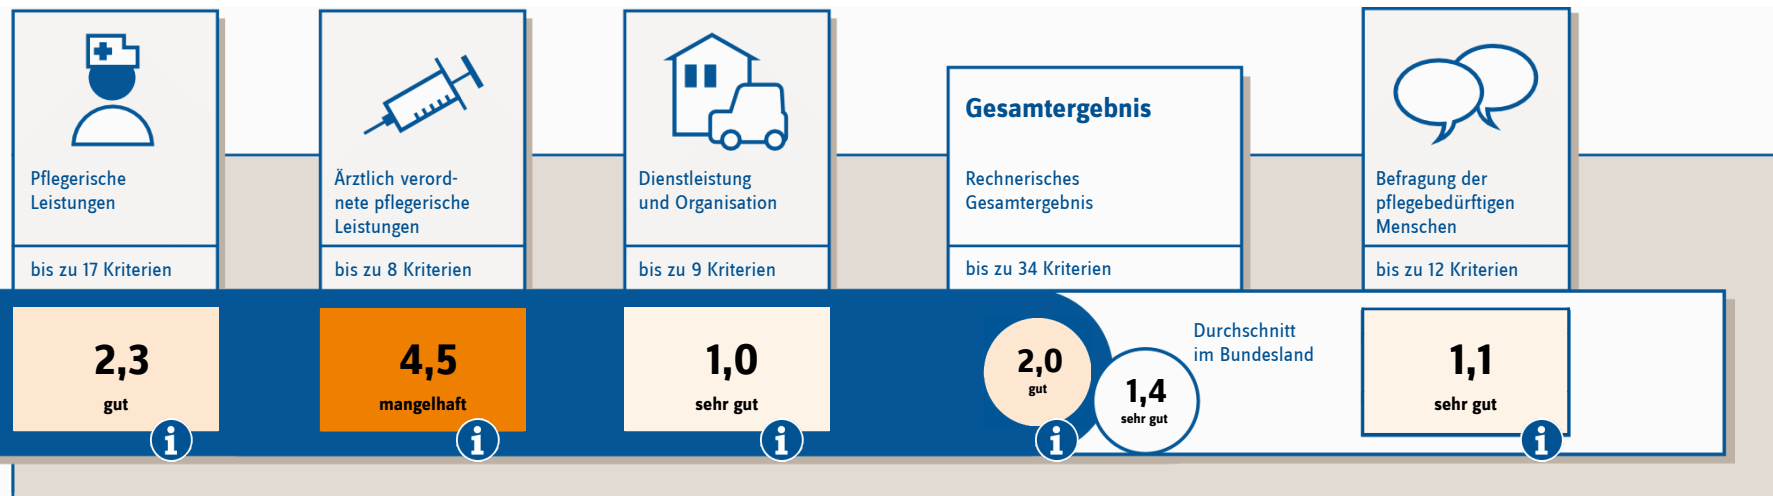 Pflegerische
Leistungen
bis zu 17 Kriterien
2,3
gut
i
Ärztlich verord-
nete pflegerische
Leistungen
bis zu 8 Kriterien
4,5
mangelhaft
i
Dienstleistung
und Organisation
bis zu 9 Kriterien
1,0
sehr gut
i
Gesamtergebnis
Rechnerisches
Gesamtergebnis
bis zu 34 Kriterien
2,0
gut
i
1,4
sehr gut
Durchschnitt
im Bundesland
Befragung der
pflegebedürftigen
Menschen
bis zu 12 Kriterien
1,1
sehr gut
i